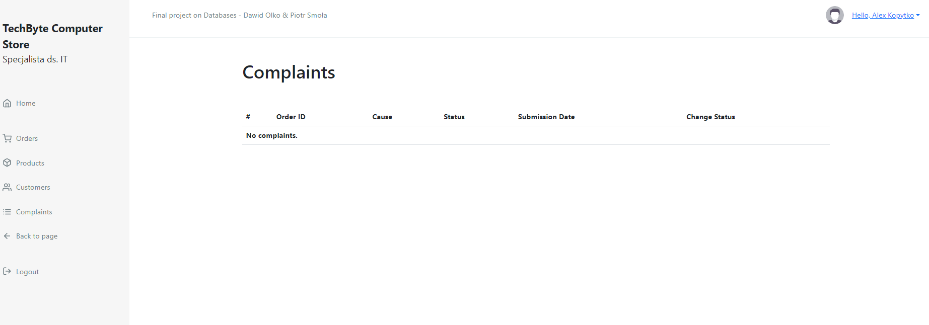 TechByte Computer
Store
Specjalista ds. IT
Home
Orders
Products
Customers
Complaints
Back to page
Logout
Final project on Databases - Dawid Olko & Piotr Smoła
Hello, Alex Kopytko
Complaints
# Order ID Cause Status Submission Date Change Status
No complaints.